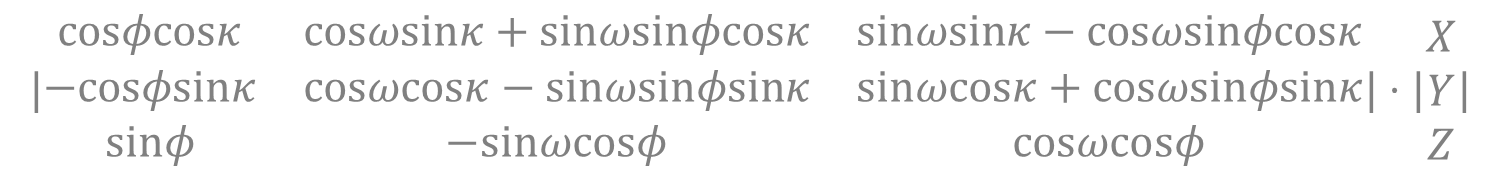 cosϕcosκ cosωsinκ + sinωsinϕcosκ sinωsinκ − cosωsinϕcosκ X
|−cosϕsinκ cosωcosκ − sinωsinϕsinκ sinωcosκ + cosωsinϕsinκ| · |Y|
sinϕ −sinωcosϕ cosωcosϕ Z